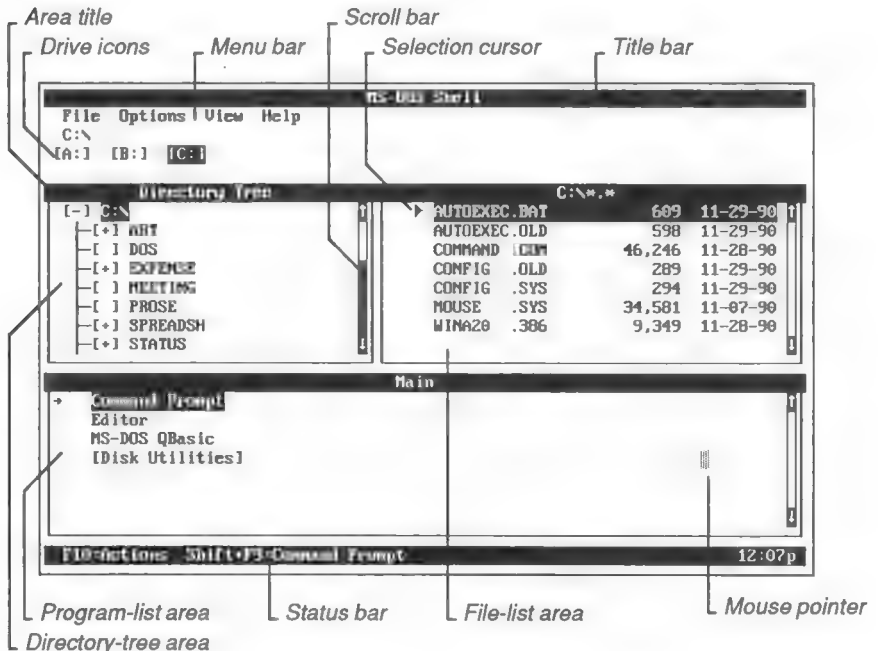 Area title
Scroll bar
Drive icons
Menu bar
Selection cursor
Title bar
MS-DOS Shell
File Options View Help
C:\
[A:] [B:] [C:]
Directory Tree
C:\*.*
[-] C:\
[+] ART
[ ] DOS
[+] EXPENSE
[ ] MEETING
[ ] PROSE
[+] SPREADSH
[+] STATUS
AUTOEXEC.BAT 609 11-29-90
AUTOEXEC.OLD 598 11-29-90
COMMAND .COM 46,246 11-28-90
CONFIG .OLD 289 11-29-90
CONFIG .SYS 294 11-29-90
MOUSE .SYS 34,581 11-07-90
WINA20 .386 9,349 11-28-90
Main
Command Prompt
Editor
MS-DOS QBasic
[Disk Utilities]
F10=Actions Shift+F9=Command Prompt 12:07p
Program-list area
Status bar
File-list area
Mouse pointer
Directory-tree area